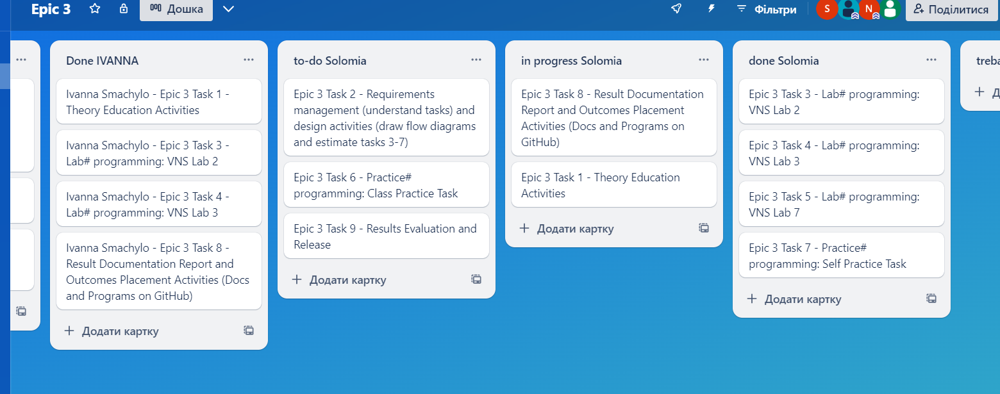 Epic 3
Дошка
Фільтри
S
N
Поділитися
Done IVANNA
Ivanna Smachylo - Epic 3 Task 1 -
Theory Education Activities
Ivanna Smachylo - Epic 3 Task 3 -
Lab# programming: VNS Lab 2
Ivanna Smachylo - Epic 3 Task 4 -
Lab# programming: VNS Lab 3
Ivanna Smachylo - Epic 3 Task 8 -
Result Documentation Report and
Outcomes Placement Activities (Docs
and Programs on GitHub)
Додати картку
to-do Solomia
Epic 3 Task 2 - Requirements
management (understand tasks) and
design activities (draw flow diagrams
and estimate tasks 3-7)
Epic 3 Task 6 - Practice#
programming: Class Practice Task
Epic 3 Task 9 - Results Evaluation and
Release
Додати картку
in progress Solomia
Epic 3 Task 8 - Result Documentation
Report and Outcomes Placement
Activities (Docs and Programs on
GitHub)
Epic 3 Task 1 - Theory Education
Activities
Додати картку
done Solomia
Epic 3 Task 3 - Lab# programming:
VNS Lab 2
Epic 3 Task 4 - Lab# programming:
VNS Lab 3
Epic 3 Task 5 - Lab# programming:
VNS Lab 7
Epic 3 Task 7 - Practice#
programming: Self Practice Task
Додати картку